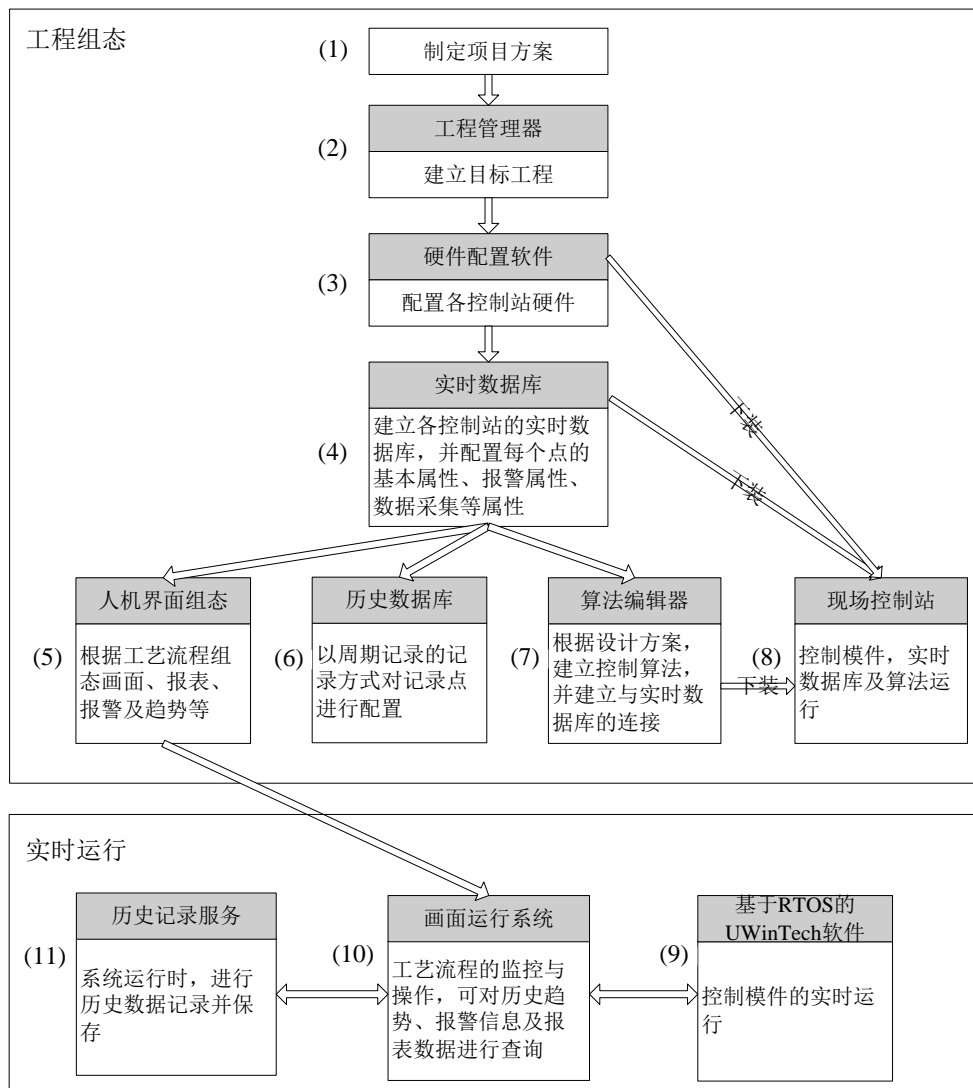 工程组态
(1)
制定项目方案
(2)
工程管理器
建立目标工程
(3)
硬件配置软件
配置各控制站硬件
(4)
实时数据库
建立各控制站的实时数
据库，并配置每个点的
基本属性、报警属性、
数据采集等属性
下装
下装
(5)
人机界面组态
根据工艺流程组
态画面、报表、
报警及趋势等
(6)
历史数据库
以周期记录的记
录方式对记录点
进行配置
(7)
算法编辑器
根据设计方案，
建立控制算法，
并建立与实时数
据库的连接
下装
(8)
现场控制站
控制模件，实时
数据库及算法运
行
实时运行
(11)
历史记录服务
系统运行时，进行
历史数据记录并保
存
(10)
画面运行系统
工艺流程的监控与
操作，可对历史趋
势、报警信息及报
表数据进行查询
(9)
基于RTOS的
UWinTech软件
控制模件的实时运
行